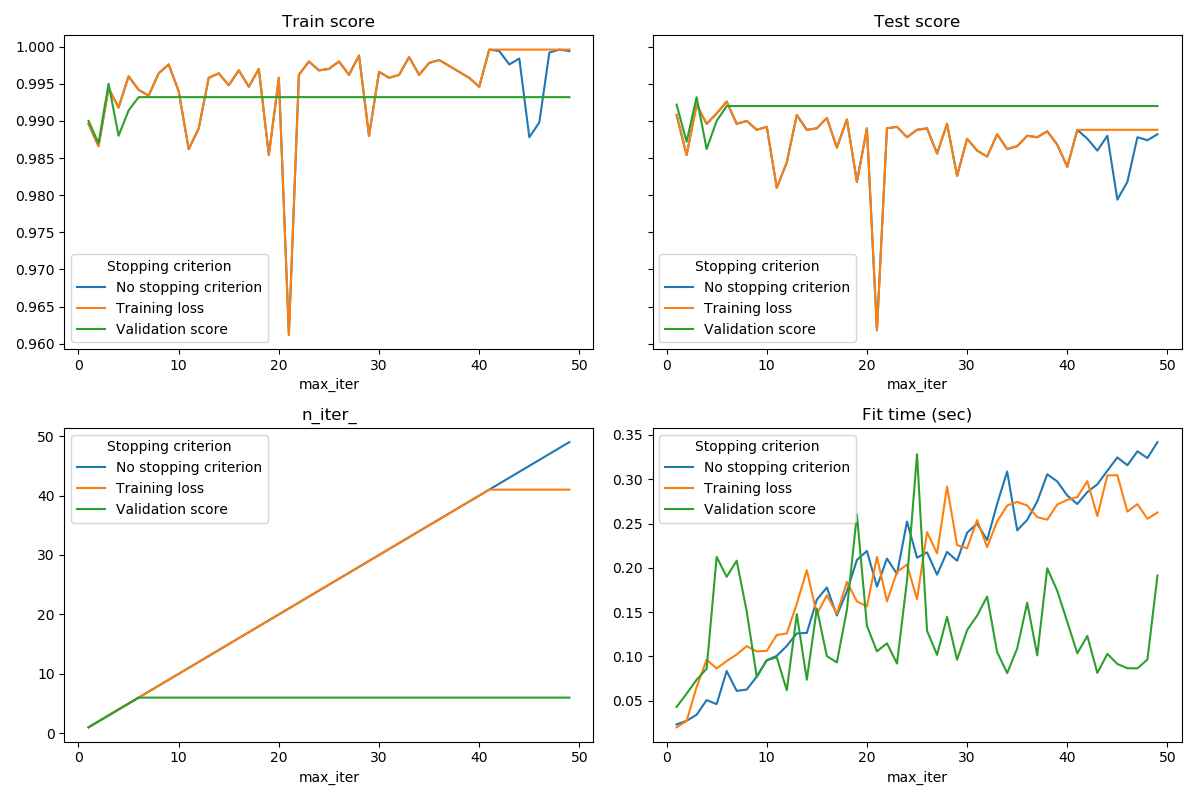 Train score
1.000
0.995
0.990
0.985
0.980
0.975
0.970
0.965
0.960
Stopping criterion
No stopping criterion
Training loss
Validation score
0 10 20 30 40 50
max_iter
Test score
Stopping criterion
No stopping criterion
Training loss
Validation score
0 10 20 30 40 50
max_iter
n_iter_
50
40
30
20
10
0
Stopping criterion
No stopping criterion
Training loss
Validation score
0 10 20 30 40 50
max_iter
Fit time (sec)
0.35
0.30
0.25
0.20
0.15
0.10
0.05
Stopping criterion
No stopping criterion
Training loss
Validation score
0 10 20 30 40 50
max_iter